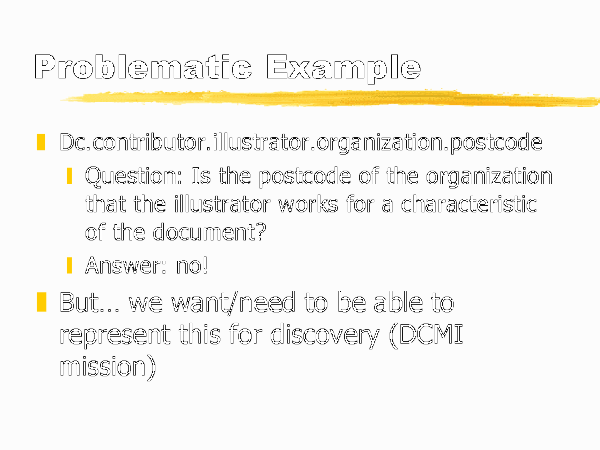 Problematic Example
Dc.contributor.illustrator.organization.postcode
Question: Is the postcode of the organization
that the illustrator works for a characteristic
of the document?
Answer: no!
But... we want/need to be able to
represent this for discovery (DCMI
mission)